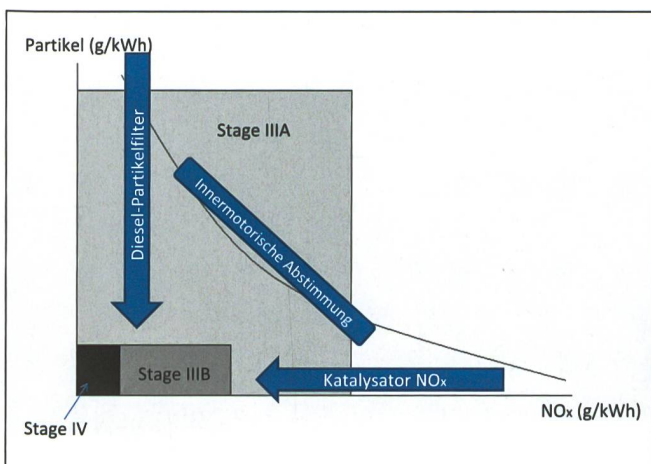 Partikel (g/kWh)
Diesel-Partikelfilter
Stage IIIA
Innermotorische Abstimmung
Stage IIIB
Katalysator NOx
NOx (g/kWh)
Stage IV